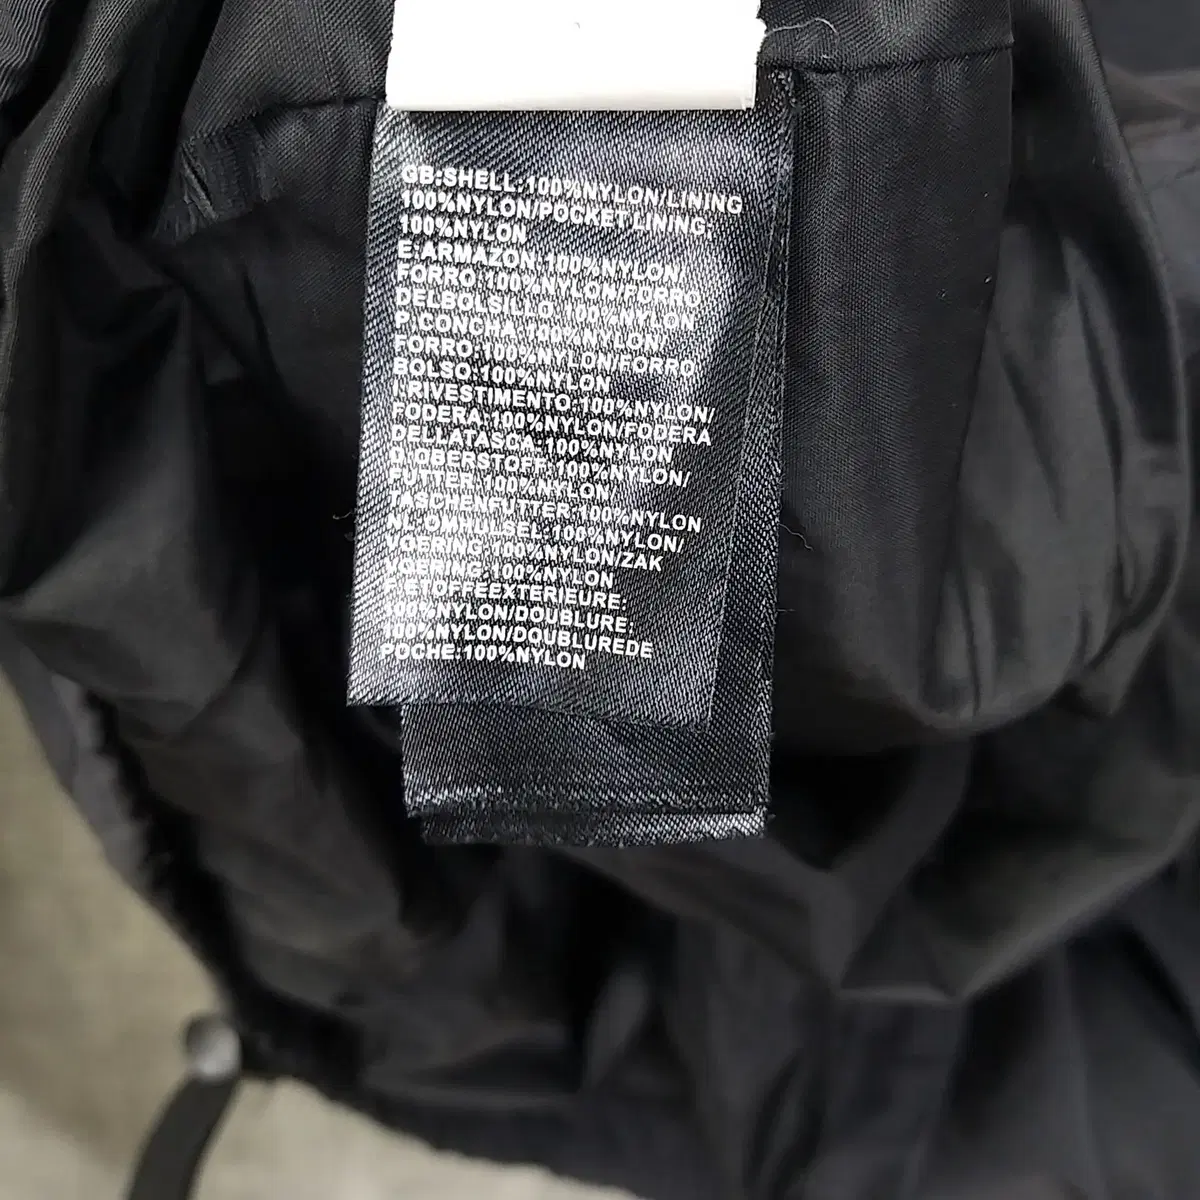 GB:SHELL:100%NYLON/LINING
100%NYLON/POCKET LINING:
100%NYLON
E:ARMAZON:100%NYLON/
FORRO:100%NYLON/FORRO
DELBOLSILLO:100%NYLON
P:CONCHA:100%NYLON/
FORRO:100%NYLON/FORRO
BOLSO:100%NYLON
I:RIVESTIMENTO:100%NYLON/
FODERA:100%NYLON/FODERA
DELLATASCA:100%NYLON
D:OBERSTOFF:100%NYLON/
FUTTER:100%NYLON/
TASCHENFUTTER:100%NYLON
NL:OMHULSEL:100%NYLON/
VOERING:100%NYLON/ZAK
VOERING:100%NYLON
F:ETOFFEEXTERIEURE:
100%NYLON/DOUBLURE:
100%NYLON/DOUBLUREDE
POCHE:100%NYLON